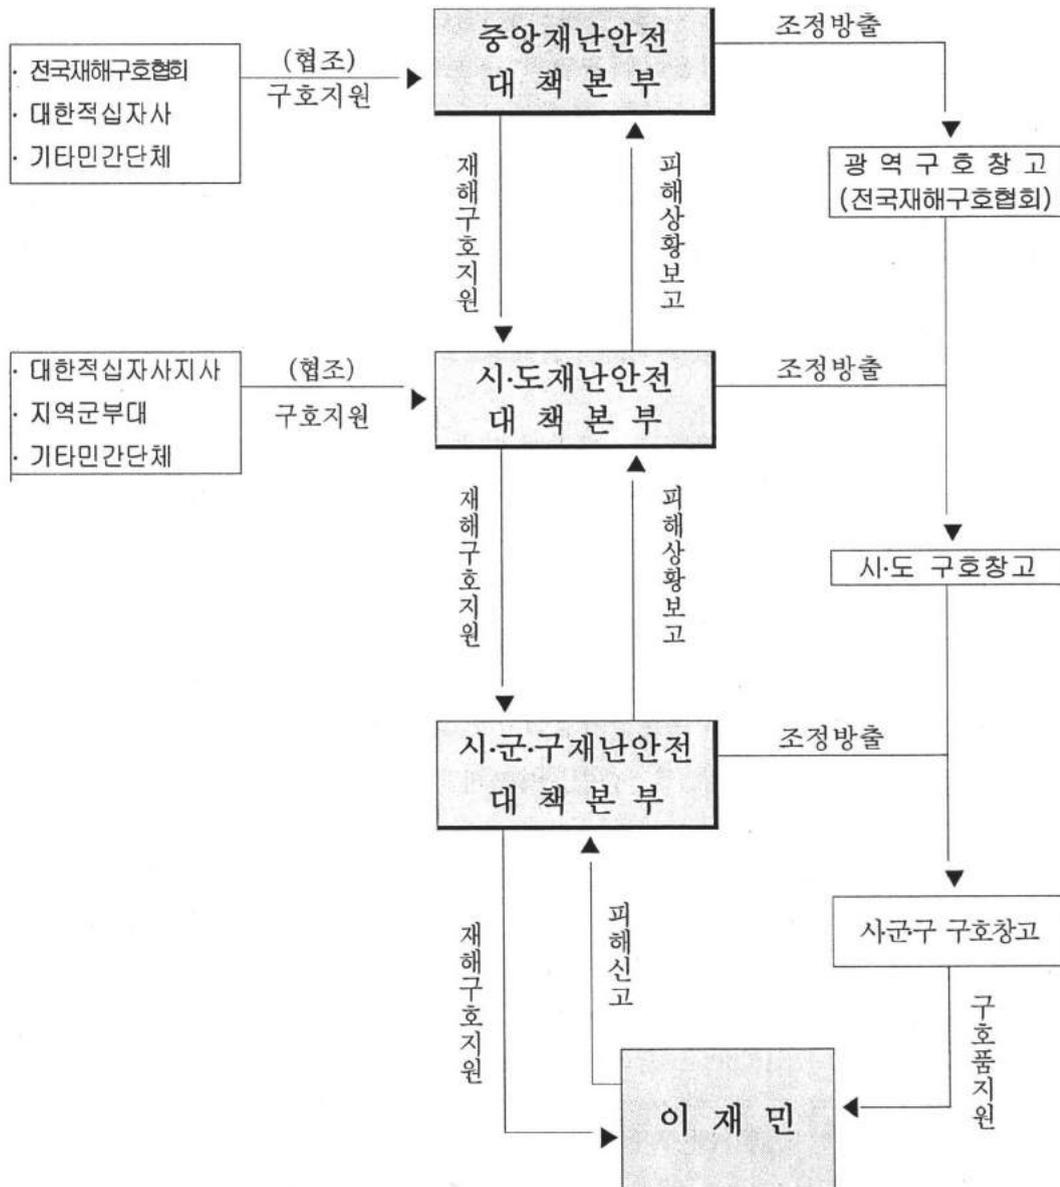 중앙재난안전
대 책 본 부
조정방출
· 전국재해구호협회
· 대한적십자사
· 기타민간단체
(협조)
구호지원
광 역 구 호 창 고
(전국재해구호협회)
재해구호지원
피해상황보고
· 대한적십자사지사
· 지역군부대
· 기타민간단체
(협조)
구호지원
시·도재난안전
대 책 본 부
조정방출
재해구호지원
피해상황보고
시·도 구호창고
시·군·구재난안전
대 책 본 부
조정방출
재해구호지원
피해신고
사·군·구 구호창고
구호품지원
이 재 민